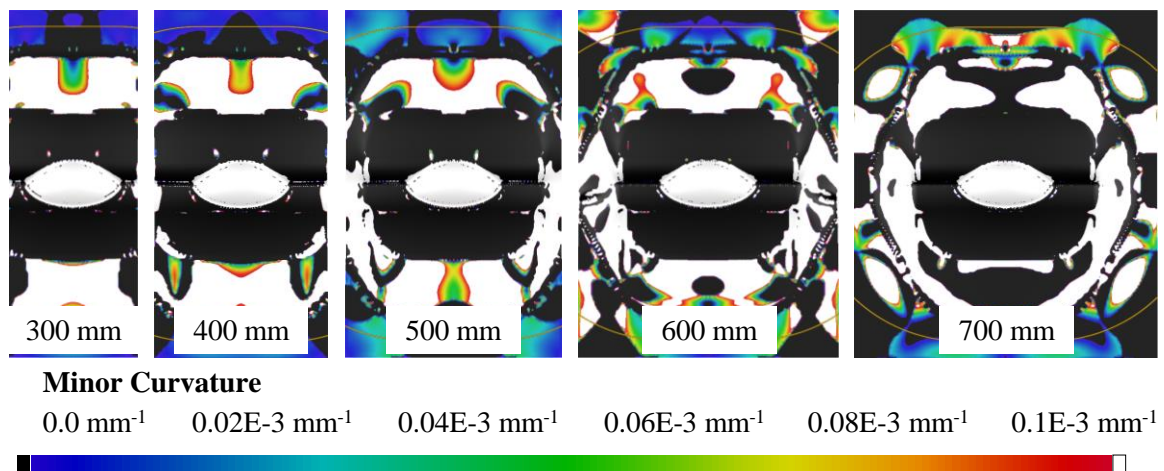 300 mm 400 mm 500 mm 600 mm 700 mm
Minor Curvature
0.0 mm⁻¹ 0.02E-3 mm⁻¹ 0.04E-3 mm⁻¹ 0.06E-3 mm⁻¹ 0.08E-3 mm⁻¹ 0.1E-3 mm⁻¹